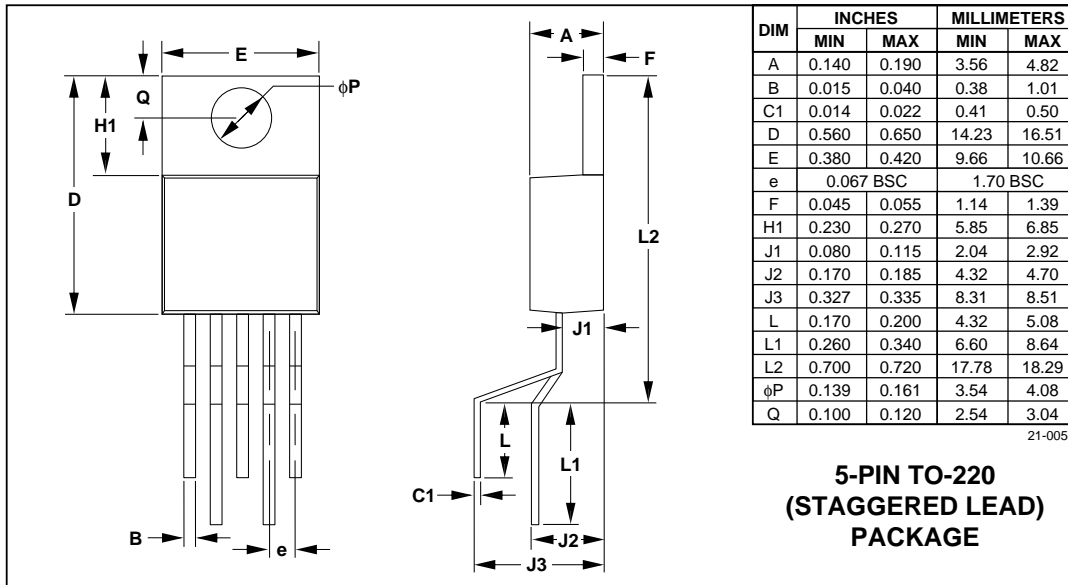 E
A
F
Q
ϕP
H1
D
L2
J1
L
L1
C1
B
e
J2
J3
DIM INCHES MILLIMETERS
MIN MAX MIN MAX
A 0.140 0.190 3.56 4.82
B 0.015 0.040 0.38 1.01
C1 0.014 0.022 0.41 0.50
D 0.560 0.650 14.23 16.51
E 0.380 0.420 9.66 10.66
e 0.067 BSC 1.70 BSC
F 0.045 0.055 1.14 1.39
H1 0.230 0.270 5.85 6.85
J1 0.080 0.115 2.04 2.92
J2 0.170 0.185 4.32 4.70
J3 0.327 0.335 8.31 8.51
L 0.170 0.200 4.32 5.08
L1 0.260 0.340 6.60 8.64
L2 0.700 0.720 17.78 18.29
ϕP 0.139 0.161 3.54 4.08
Q 0.100 0.120 2.54 3.04
21-005
5-PIN TO-220
(STAGGERED LEAD)
PACKAGE